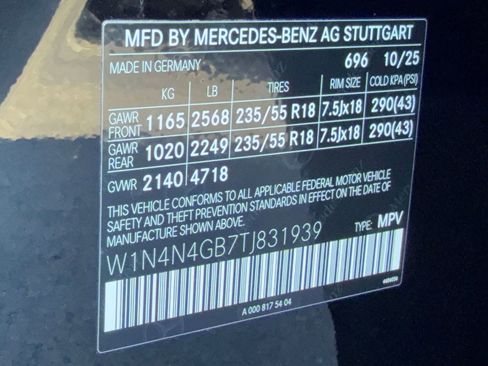 MFD BY MERCEDES-BENZ AG STUTTGART
MADE IN GERMANY 696 10/25
KG LB TIRES RIM SIZE COLD KPA(PSI)
GAWR FRONT 1165 2568 235/55 R18 7.5Jx18 290(43)
GAWR REAR 1020 2249 235/55 R18 7.5Jx18 290(43)
GVWR 2140 4718
THIS VEHICLE CONFORMS TO ALL APPLICABLE FEDERAL MOTOR VEHICLE
SAFETY AND THEFT PREVENTION STANDARDS IN EFFECT ON THE DATE OF
MANUFACTURE SHOWN ABOVE.
W1N4N4GB7TJ831939 TYPE: MPV
A 000 817 54 04